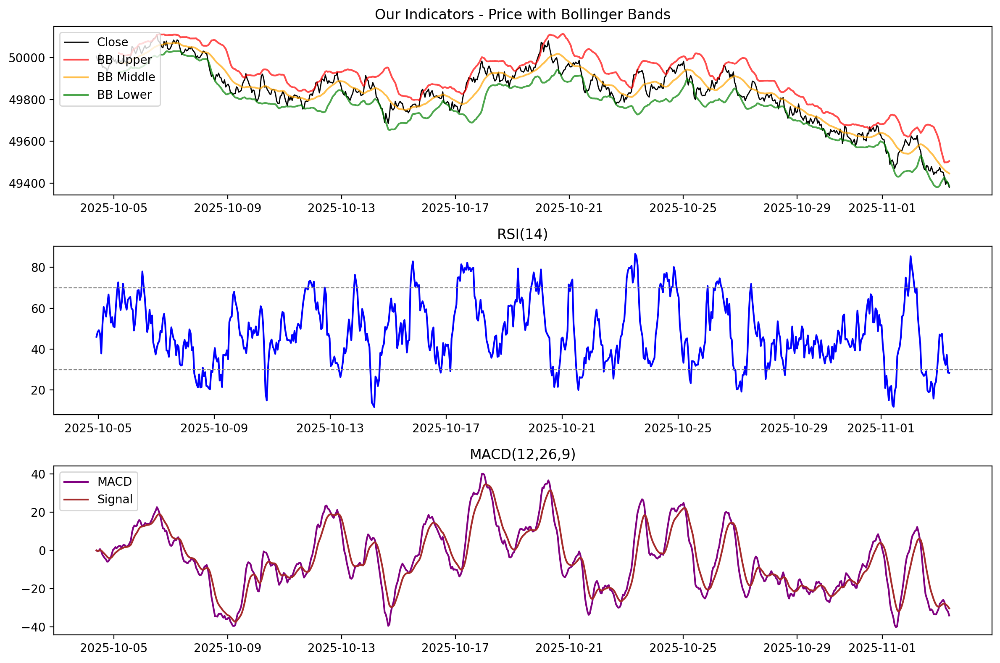 Our Indicators - Price with Bollinger Bands
Close
BB Upper
BB Middle
BB Lower
50000
49800
49600
49400
2025-10-05 2025-10-09 2025-10-13 2025-10-17 2025-10-21 2025-10-25 2025-10-29 2025-11-01
RSI(14)
80
60
40
20
2025-10-05 2025-10-09 2025-10-13 2025-10-17 2025-10-21 2025-10-25 2025-10-29 2025-11-01
MACD(12,26,9)
MACD
Signal
40
20
0
−20
−40
2025-10-05 2025-10-09 2025-10-13 2025-10-17 2025-10-21 2025-10-25 2025-10-29 2025-11-01